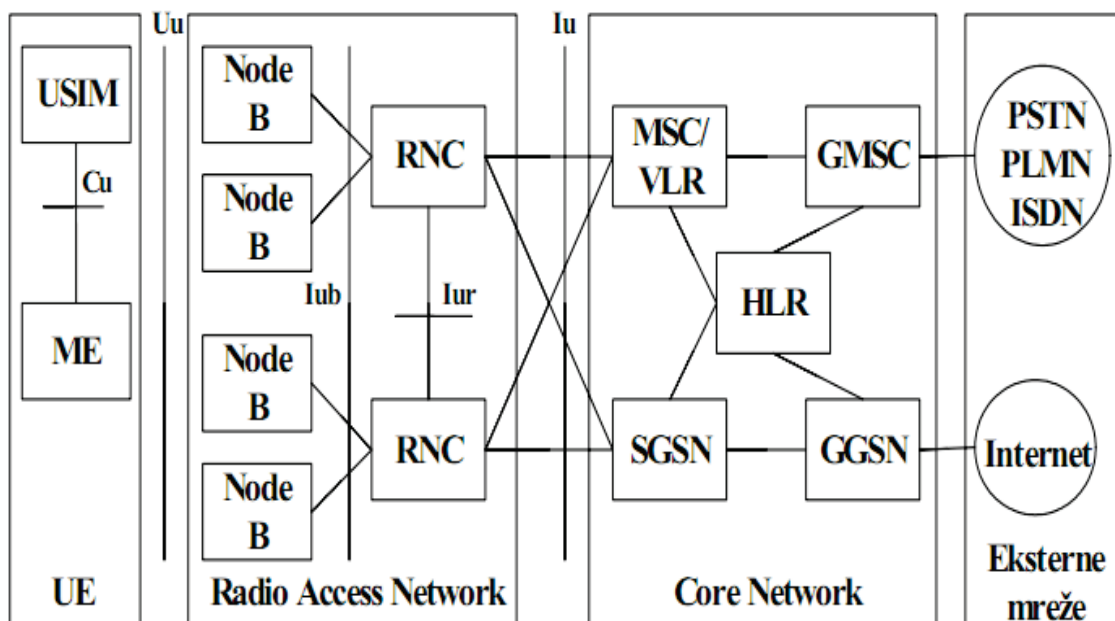 Uu
Iu
USIM
Cu
ME
UE
Node
B
Node
B
Node
B
Node
B
RNC
RNC
Iub
Iur
Radio Access Network
MSC/
VLR
GMSC
HLR
SGSN
GGSN
Core Network
PSTN
PLMN
ISDN
Internet
Eksterne
mreže